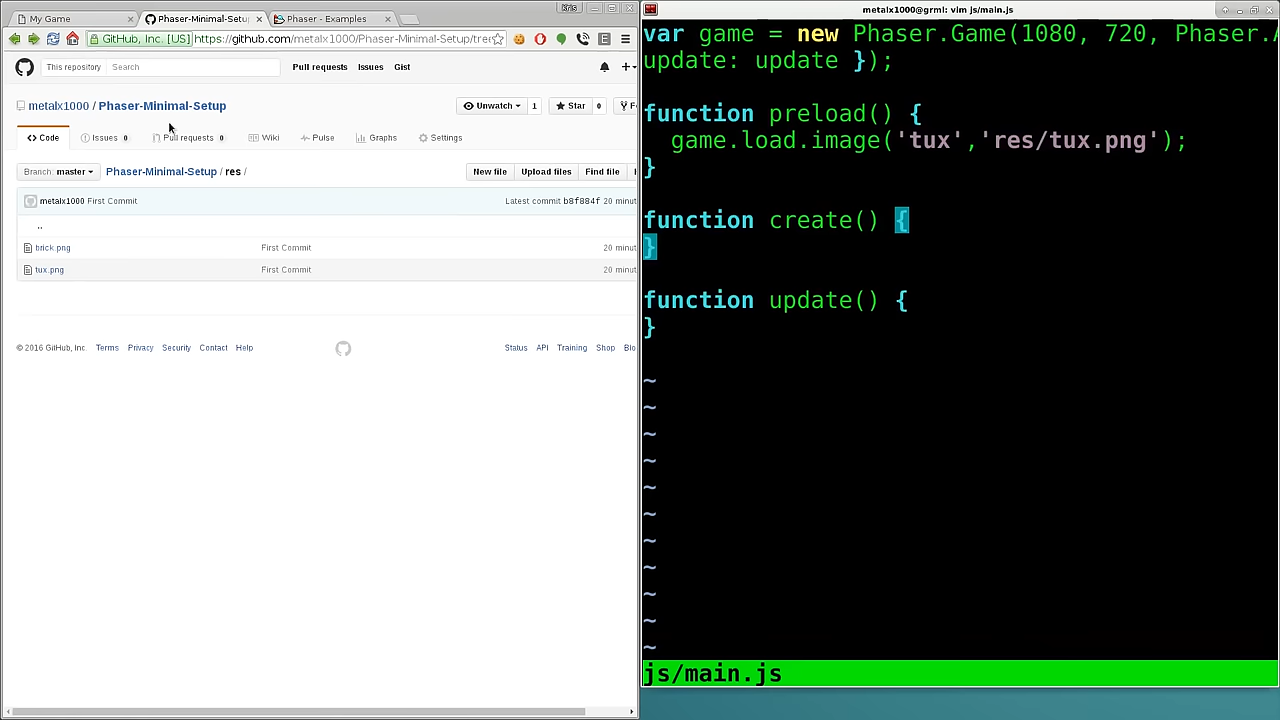 Kris
My Game
Phaser-Minimal-Setu
Phaser - Examples
GitHub, Inc. [US]
https://github.com/metalx1000/Phaser-Minimal-Setup/tree
This repository
Search
Pull requests
Issues
Gist
metalx1000 / Phaser-Minimal-Setup
Unwatch
1
Star
0
Code
Issues 0
Pull requests 0
Wiki
Pulse
Graphs
Settings
Branch: master
Phaser-Minimal-Setup / res /
New file
Upload files
Find file
metalx1000 First Commit
Latest commit b8f884f 20 minut
..
brick.png
First Commit
20 minut
tux.png
First Commit
20 minut
© 2016 GitHub, Inc.
Terms
Privacy
Security
Contact
Help
Status
API
Training
Shop
Blo
metalx1000@grml: vim js/main.js
var game = new Phaser.Game(1080, 720, Phaser.A
update: update });
function preload() {
game.load.image('tux','res/tux.png');
}
function create() {
}
function update() {
}
~
~
~
~
~
~
~
~
~
~
~
js/main.js